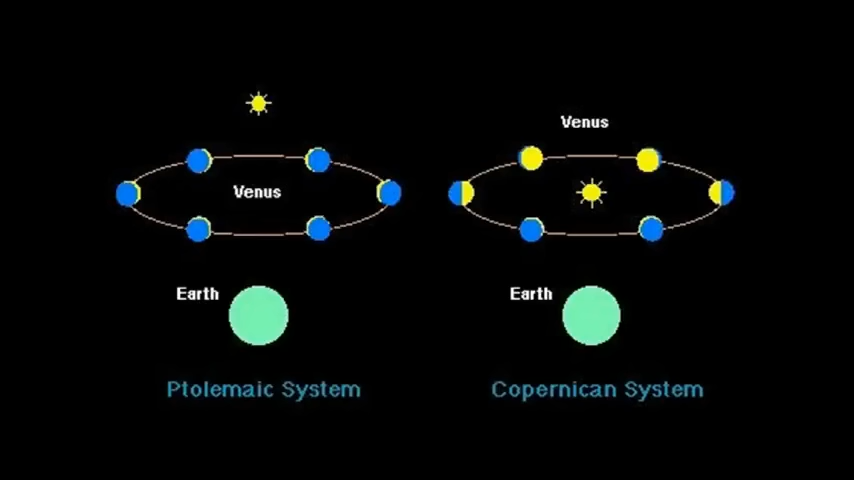 Venus
Venus
Earth
Earth
Ptolemaic System
Copernican System